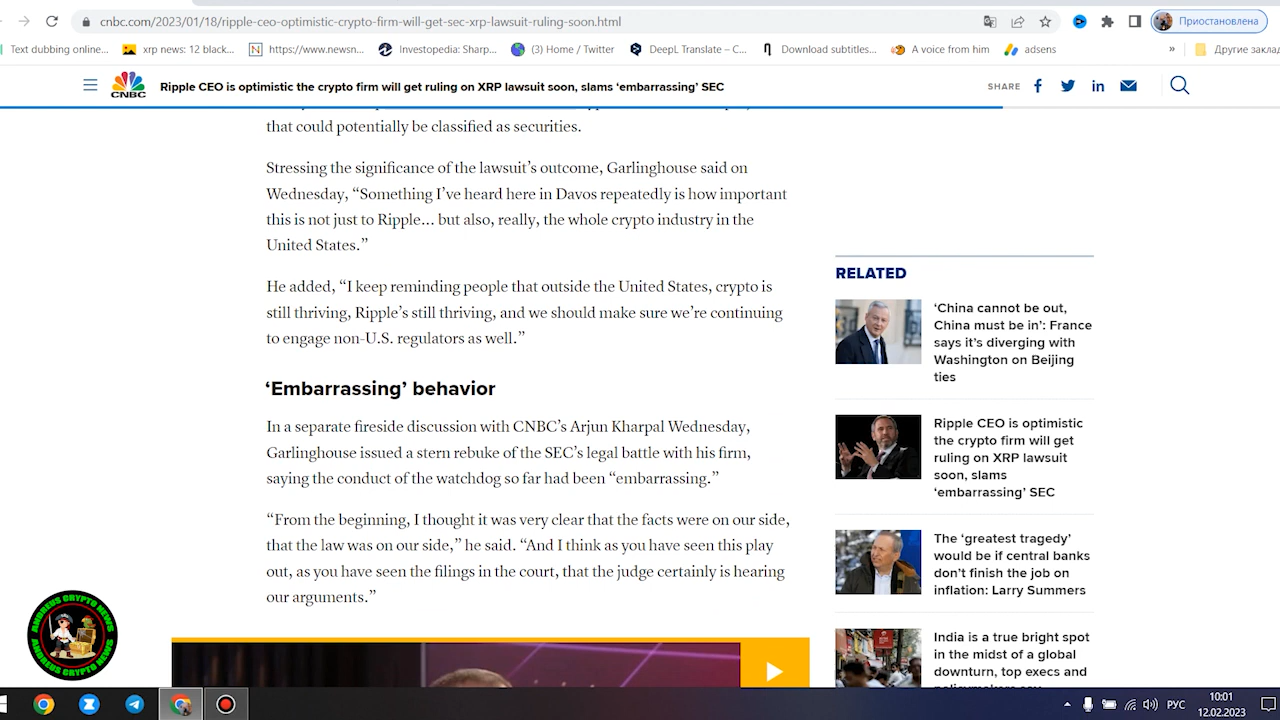 cnbc.com/2023/01/18/ripple-ceo-optimistic-crypto-firm-will-get-sec-xrp-lawsuit-ruling-soon.html
Приостановлена
Text dubbing online...
xrp news: 12 black...
https://www.newsn...
Investopedia: Sharp...
(3) Home / Twitter
DeepL Translate – C...
Download subtitles...
A voice from him
adsens
»
Другие закла
CNBC
Ripple CEO is optimistic the crypto firm will get ruling on XRP lawsuit soon, slams ‘embarrassing’ SEC
SHARE
that could potentially be classified as securities.
Stressing the significance of the lawsuit’s outcome, Garlinghouse said on
Wednesday, “Something I’ve heard here in Davos repeatedly is how important
this is not just to Ripple... but also, really, the whole crypto industry in the
United States.”
He added, “I keep reminding people that outside the United States, crypto is
still thriving, Ripple’s still thriving, and we should make sure we’re continuing
to engage non-U.S. regulators as well.”
‘Embarrassing’ behavior
In a separate fireside discussion with CNBC’s Arjun Kharpal Wednesday,
Garlinghouse issued a stern rebuke of the SEC’s legal battle with his firm,
saying the conduct of the watchdog so far had been “embarrassing.”
“From the beginning, I thought it was very clear that the facts were on our side,
that the law was on our side,” he said. “And I think as you have seen this play
out, as you have seen the filings in the court, that the judge certainly is hearing
our arguments.”
RELATED
‘China cannot be out,
China must be in’: France
says it’s diverging with
Washington on Beijing
ties
Ripple CEO is optimistic
the crypto firm will get
ruling on XRP lawsuit
soon, slams
‘embarrassing’ SEC
The ‘greatest tragedy’
would be if central banks
don’t finish the job on
inflation: Larry Summers
India is a true bright spot
in the midst of a global
downturn, top execs and
ANDREUS CRYPTO NEWS
ANDREUS CRYPTO NEWS
РУС
10:01
12.02.2023